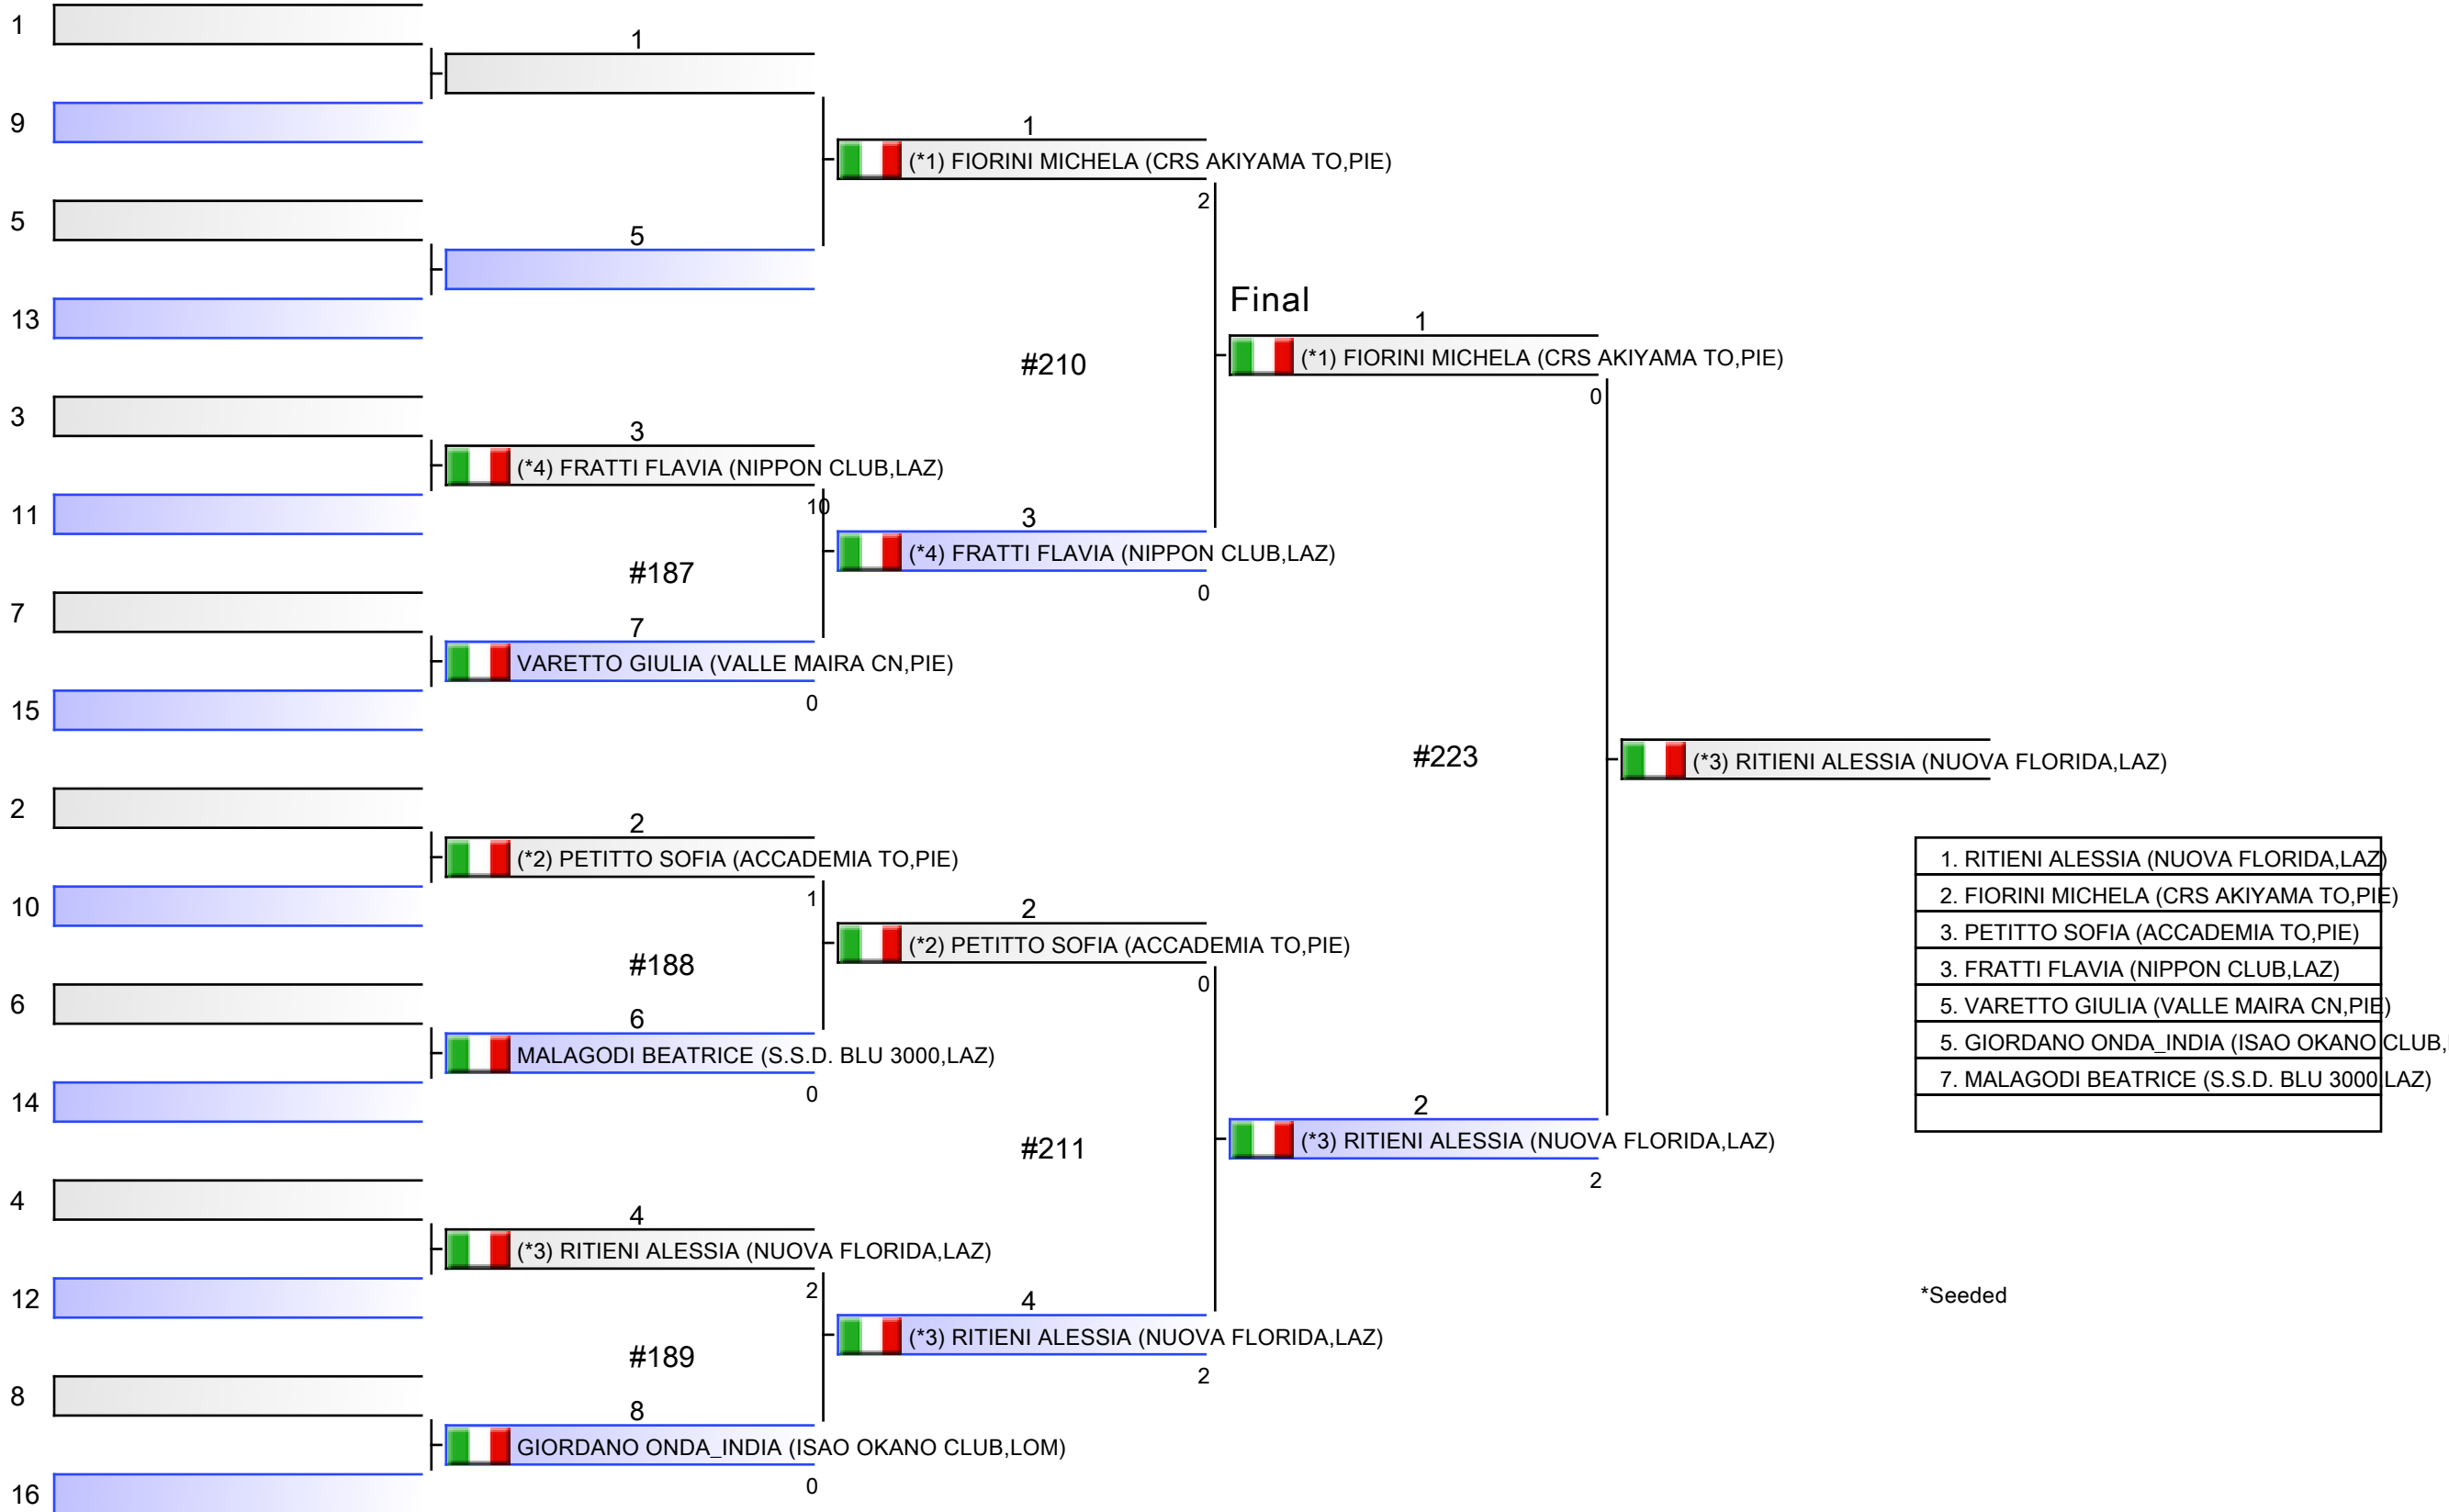 1
1
9
1
(*1) FIORINI MICHELA (CRS AKIYAMA TO,PIE)
2
5
5
13
Final
1
(*1) FIORINI MICHELA (CRS AKIYAMA TO,PIE)
0
#210
3
3
(*4) FRATTI FLAVIA (NIPPON CLUB,LAZ)
10
11
3
(*4) FRATTI FLAVIA (NIPPON CLUB,LAZ)
0
#187
7
7
VARETTO GIULIA (VALLE MAIRA CN,PIE)
0
15
#223
(*3) RITIENI ALESSIA (NUOVA FLORIDA,LAZ)
2
2
(*2) PETITTO SOFIA (ACCADEMIA TO,PIE)
1
10
2
(*2) PETITTO SOFIA (ACCADEMIA TO,PIE)
0
#188
6
6
MALAGODI BEATRICE (S.S.D. BLU 3000,LAZ)
0
14
#211
2
(*3) RITIENI ALESSIA (NUOVA FLORIDA,LAZ)
2
4
4
(*3) RITIENI ALESSIA (NUOVA FLORIDA,LAZ)
2
12
4
(*3) RITIENI ALESSIA (NUOVA FLORIDA,LAZ)
2
#189
8
8
GIORDANO ONDA_INDIA (ISAO OKANO CLUB,LOM)
0
16
1. RITIENI ALESSIA (NUOVA FLORIDA,LAZ)
2. FIORINI MICHELA (CRS AKIYAMA TO,PIE)
3. PETITTO SOFIA (ACCADEMIA TO,PIE)
3. FRATTI FLAVIA (NIPPON CLUB,LAZ)
5. VARETTO GIULIA (VALLE MAIRA CN,PIE)
5. GIORDANO ONDA_INDIA (ISAO OKANO CLUB,
7. MALAGODI BEATRICE (S.S.D. BLU 3000,LAZ)
*Seeded